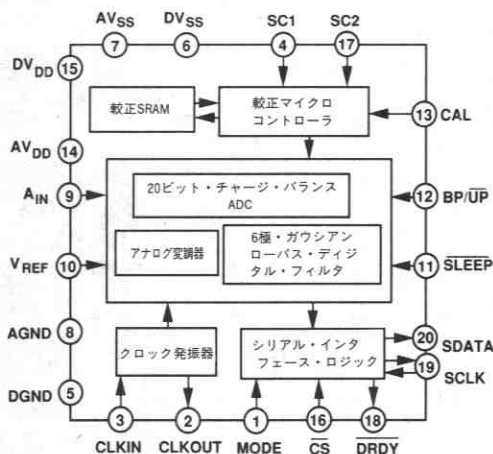 AVSS
DVSS
SC1
SC2
7
6
4
17
DVDD
15
較正SRAM
較正マイクロ
コントローラ
13
CAL
AVDD
14
AIN
9
20ビット・チャージ・バランス
ADC
12
BP/UP
アナログ変調器
6極・ガウシアン
ローパス・ディジ
タル・フィルタ
VREF
10
11
SLEEP
AGND
8
クロック発振器
シリアル・インタ
フェース・ロジック
20
SDATA
19
SCLK
DGND
5
3
2
1
16
18
CLKIN
CLKOUT
MODE
CS
DRDY